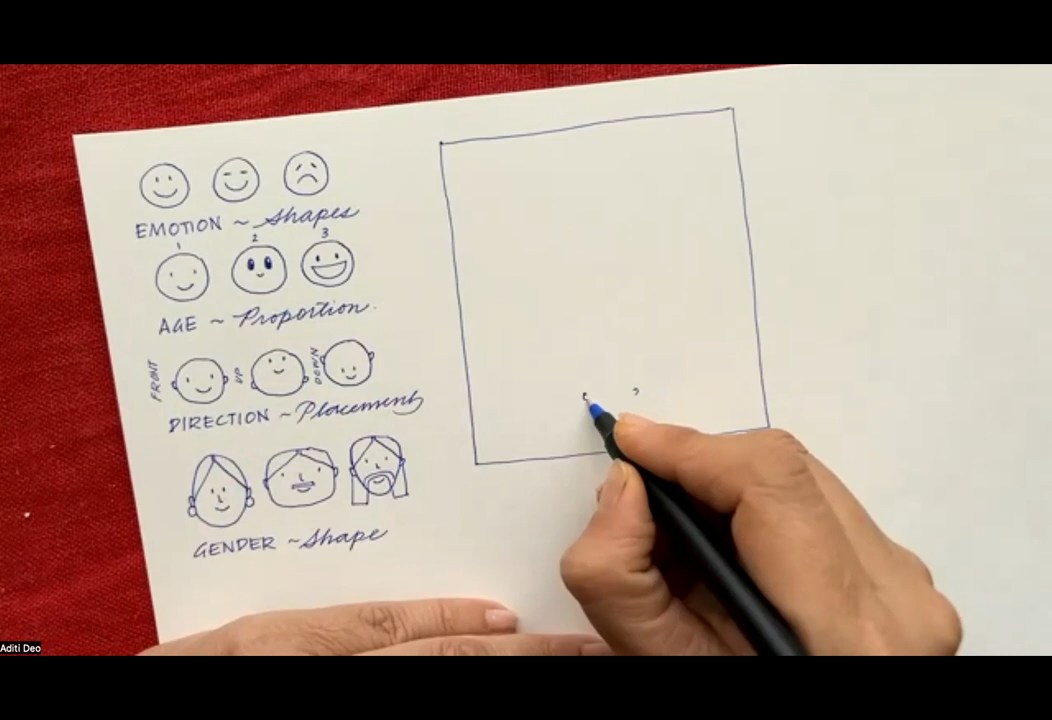 EMOTION ~ Shapes
1 2 3
AGE ~ Proportion.
FRONT UP DOWN
DIRECTION ~ Placement
GENDER ~ Shape
Aditi Deo